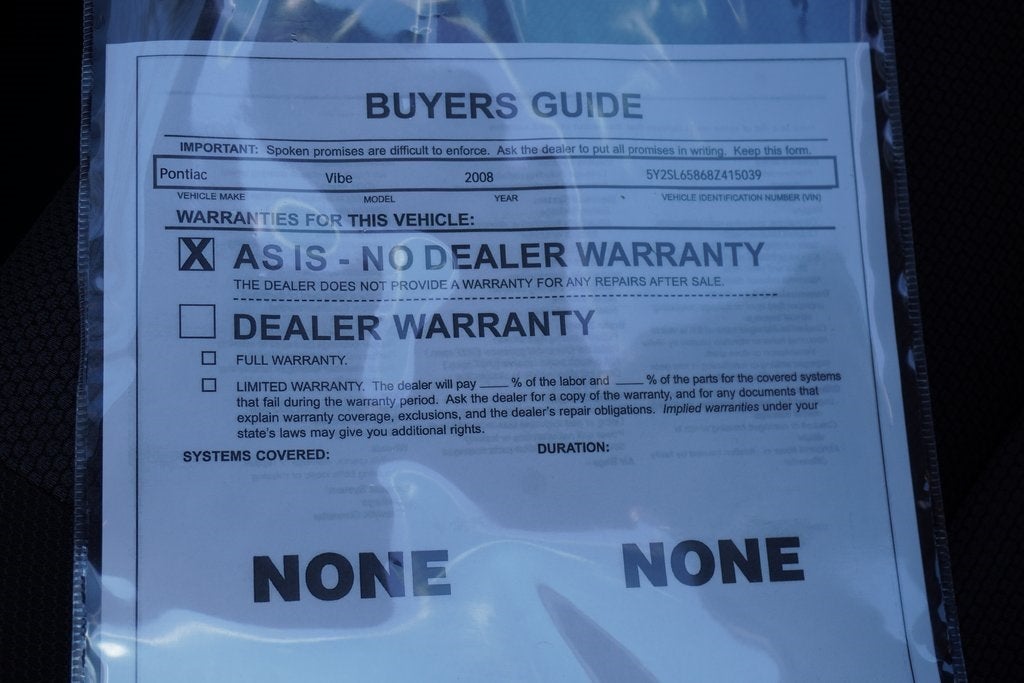 BUYERS GUIDE
IMPORTANT: Spoken promises are difficult to enforce. Ask the dealer to put all promises in writing. Keep this form.
Pontiac Vibe 2008 5Y2SL65868Z415039
VEHICLE MAKE MODEL YEAR VEHICLE IDENTIFICATION NUMBER (VIN)
WARRANTIES FOR THIS VEHICLE:
X AS IS - NO DEALER WARRANTY
THE DEALER DOES NOT PROVIDE A WARRANTY FOR ANY REPAIRS AFTER SALE.
DEALER WARRANTY
FULL WARRANTY.
LIMITED WARRANTY. The dealer will pay ____ % of the labor and ____ % of the parts for the covered systems
that fail during the warranty period. Ask the dealer for a copy of the warranty, and for any documents that
explain warranty coverage, exclusions, and the dealer's repair obligations. Implied warranties under your
state's laws may give you additional rights.
SYSTEMS COVERED: DURATION:
NONE NONE